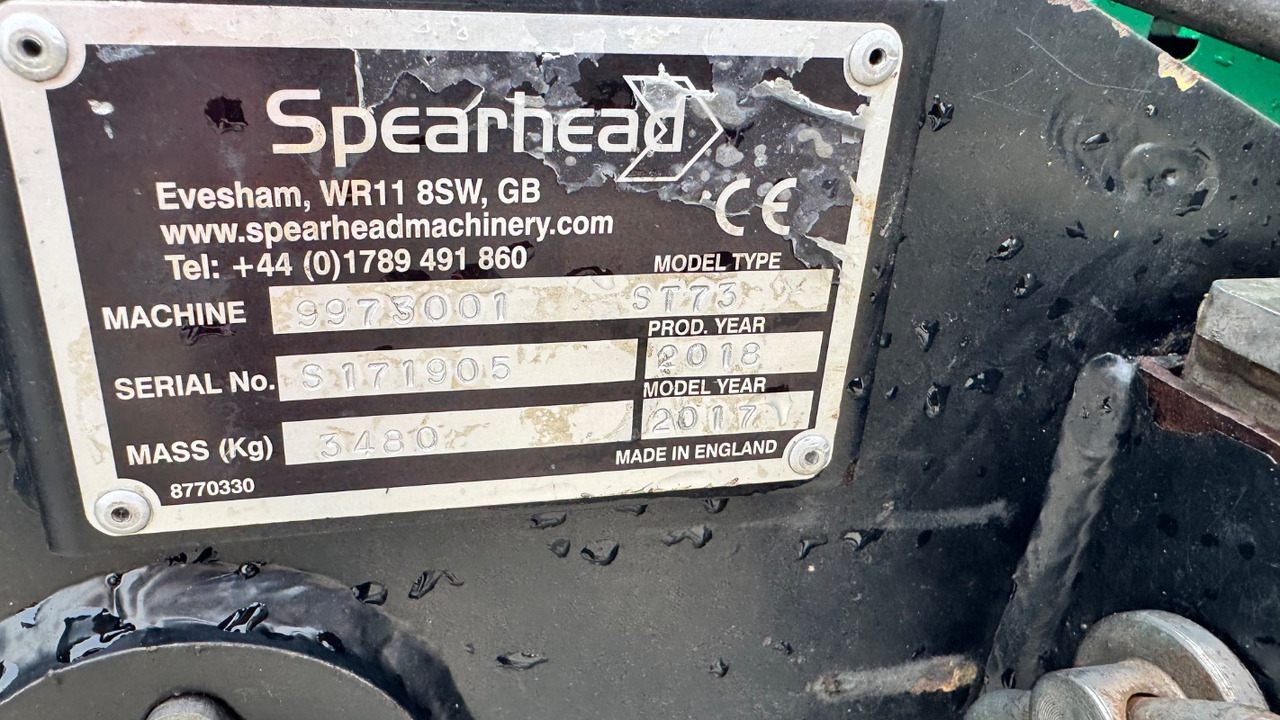 Spearhead
Evesham, WR11 8SW, GB
www.spearheadmachinery.com
Tel: +44 (0)1789 491 860
CE
MODEL TYPE
MACHINE 9973001 ST73
PROD. YEAR
SERIAL No. S171905 2018
MODEL YEAR
MASS (Kg) 3480 2017
MADE IN ENGLAND
8770330